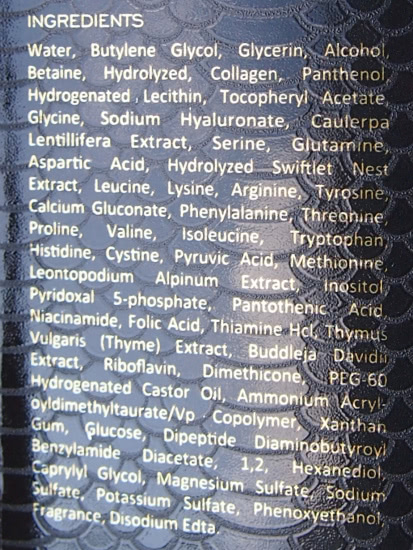 INGREDIENTS
Water, Butylene Glycol, Glycerin, Alcohol,
Betaine, Hydrolyzed, Collagen, Panthenol
Hydrogenated , Lecithin, Tocopheryl Acetate,
Glycine, Sodium Hyaluronate, Caulerpa
Lentillifera Extract, Serine, Glutamine,
Aspartic Acid, Hydrolyzed Swiftlet Nest
Extract, Leucine, Lysine, Arginine, Tyrosine,
Calcium Gluconate, Phenylalanine, Threonine
Proline, Valine, Isoleucine, Tryptophan,
Histidine, Cystine, Pyruvic Acid, Methionine,
Leontopodium Alpinum Extract, Inositol
Pyridoxal 5-phosphate, Pantothenic Acid
Niacinamide, Folic Acid, Thiamine Hcl, Thymus
Vulgaris (Thyme) Extract, Buddleja Davidii
Extract, Riboflavin, Dimethicone, PEG-60
Hydrogenated Castor Oil, Ammonium Acryl-
oyldimethyltaurate/Vp Copolymer, Xanthan
Gum, Glucose, Dipeptide Diaminobutyroyl
Benzylamide Diacetate, 1,2, Hexanediol,
Caprylyl Glycol, Magnesium Sulfate, Sodium
Sulfate, Potassium Sulfate, Phenoxyethanol,
Fragrance, Disodium Edta.